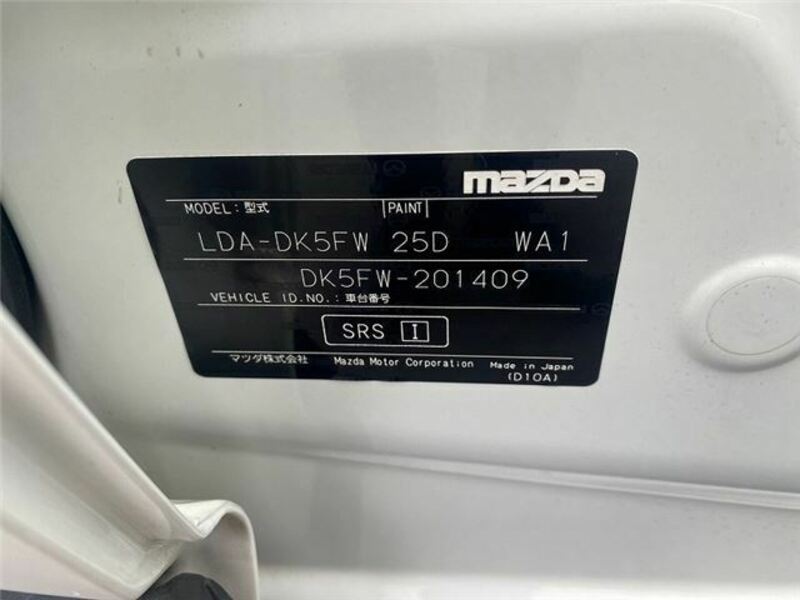 mazda
MODEL : 型式 PAINT
LDA-DK5FW 25D WA1
DK5FW-201409
VEHICLE ID.NO.: 車台番号
SRS I
マツダ株式会社 Mazda Motor Corporation Made in Japan
(D10A)